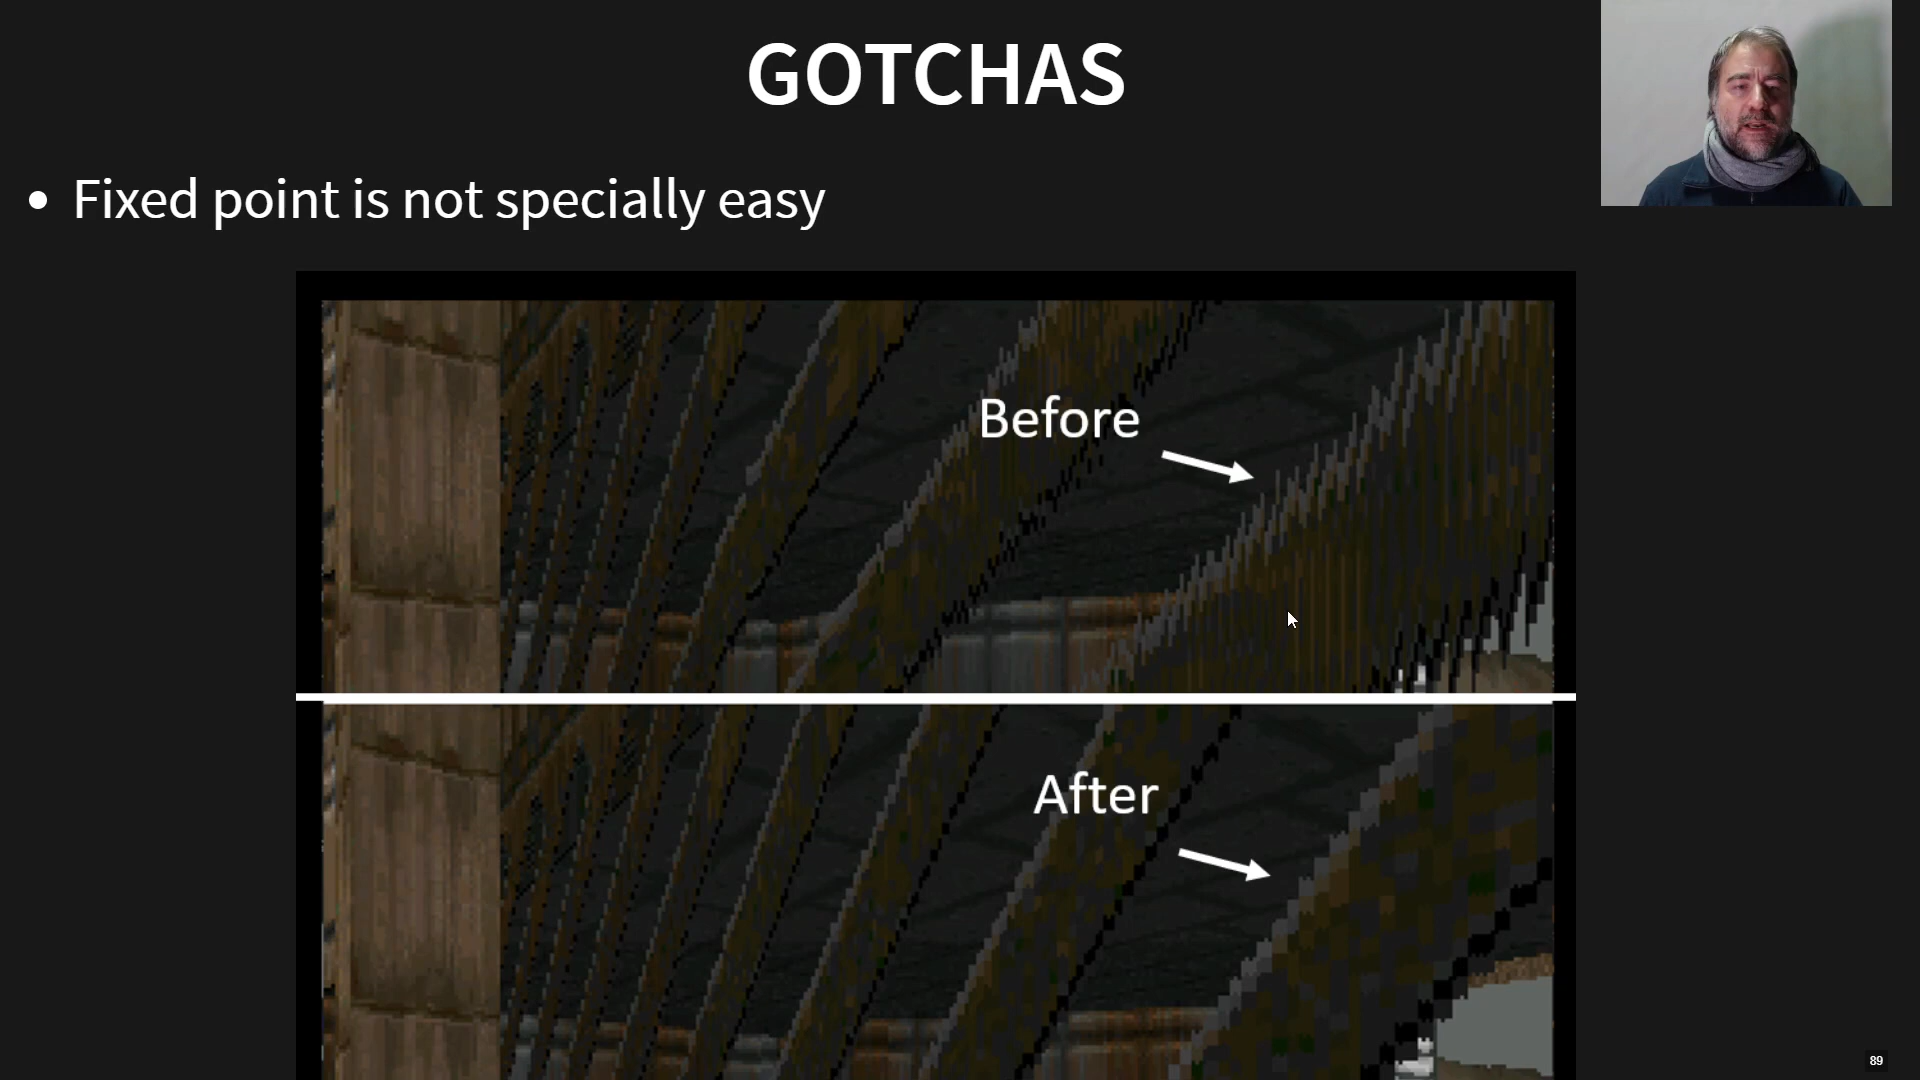 GOTCHAS
• Fixed point is not specially easy
Before
After
89